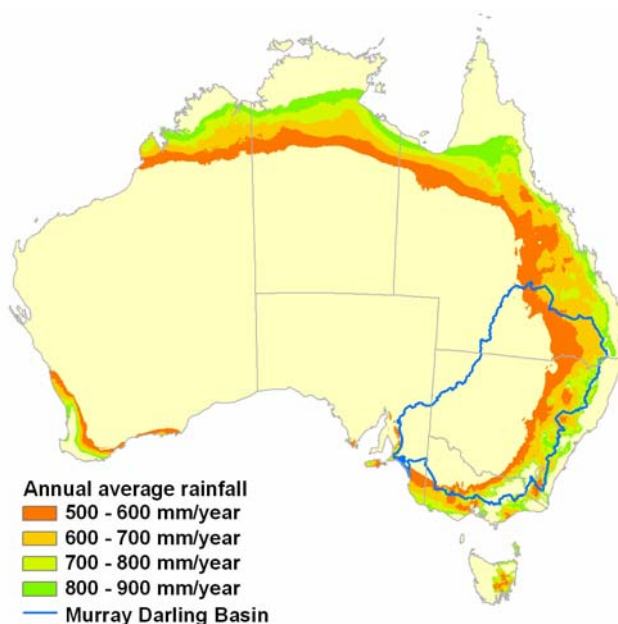 Annual average rainfall
500 - 600 mm/year
600 - 700 mm/year
700 - 800 mm/year
800 - 900 mm/year
Murray Darling Basin